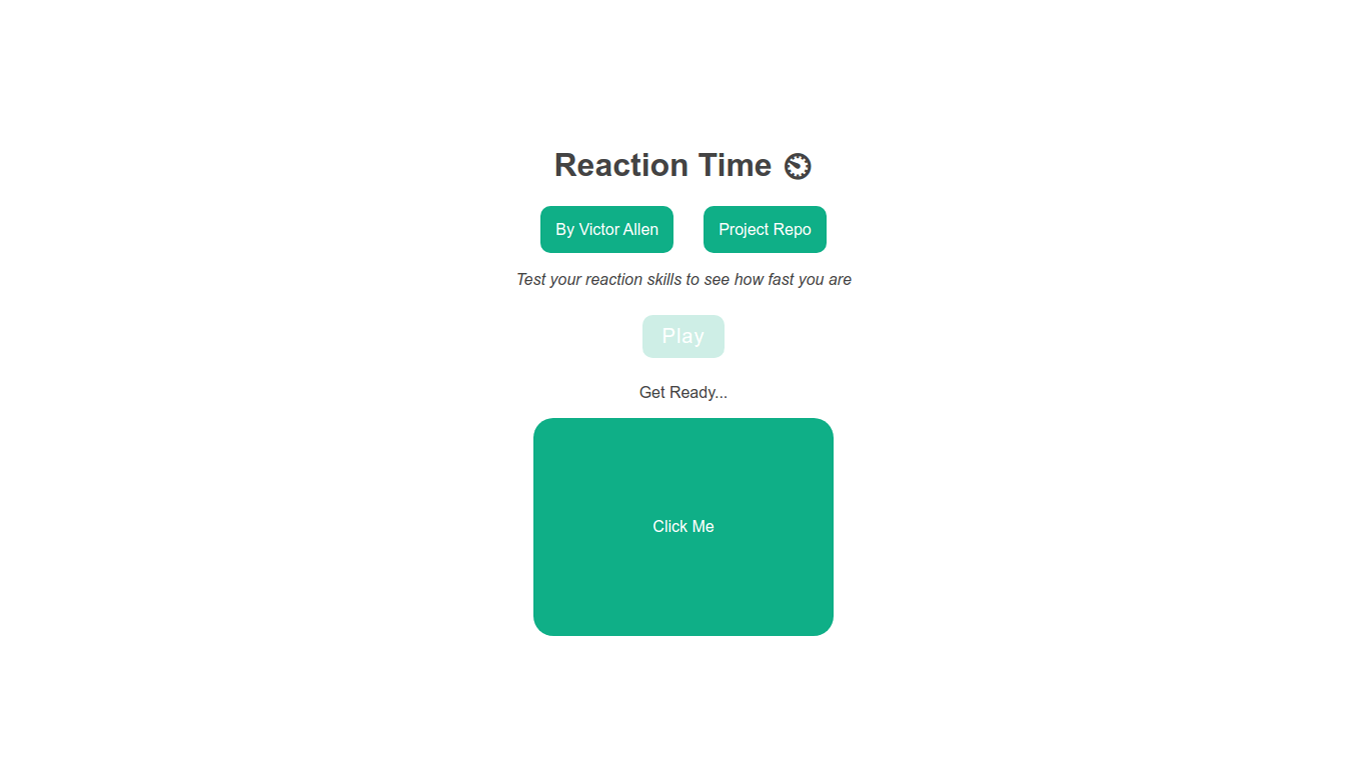 Reaction Time
By Victor Allen
Project Repo
Test your reaction skills to see how fast you are
Play
Get Ready...
Click Me